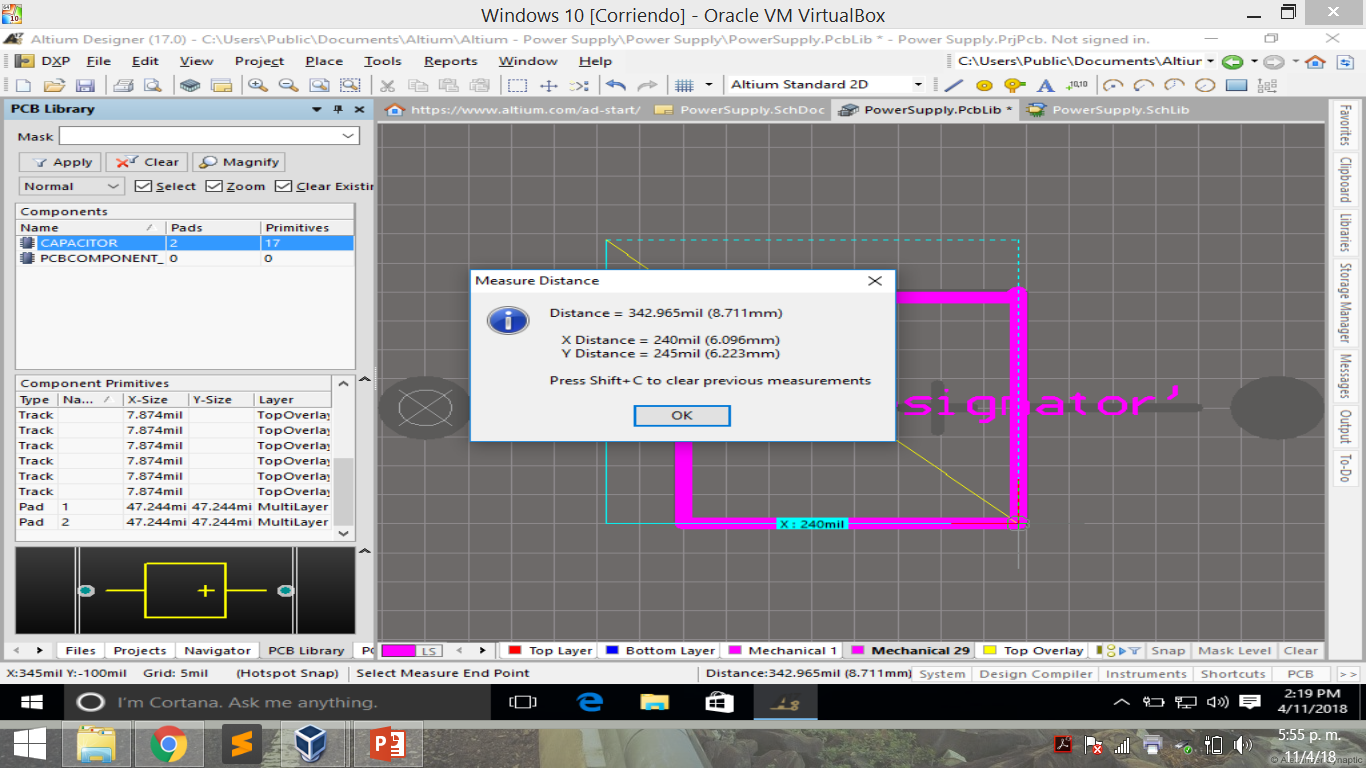 Windows 10 [Corriendo] - Oracle VM VirtualBox
Altium Designer (17.0) - C:\Users\Public\Documents\Altium\Altium - Power Supply\Power Supply\PowerSupply.PcbLib * - Power Supply.PrjPcb. Not signed in.
DXP File Edit View Project Place Tools Reports Window Help C:\Users\Public\Documents\Altiur
Altium Standard 2D
PCB Library
https://www.altium.com/ad-start/ PowerSupply.SchDoc PowerSupply.PcbLib * PowerSupply.SchLib
Mask
Apply Clear Magnify
Normal Select Zoom Clear Existin
Components
Name Pads Primitives
CAPACITOR 2 17
PCBCOMPONENT_ 0 0
Component Primitives
Type Na... X-Size Y-Size Layer
Track 7.874mil TopOverlay
Track 7.874mil TopOverlay
Track 7.874mil TopOverlay
Track 7.874mil TopOverlay
Track 7.874mil TopOverlay
Track 7.874mil TopOverlay
Pad 1 47.244mi 47.244mi MultiLayer
Pad 2 47.244mi 47.244mi MultiLayer
Measure Distance
Distance = 342.965mil (8.711mm)
X Distance = 240mil (6.096mm)
Y Distance = 245mil (6.223mm)
Press Shift+C to clear previous measurements
OK
signator'
X : 240mil
Favorites
Clipboard
Libraries
Storage Manager
Messages
Output
To-Do
Files Projects Navigator PCB Library PC
LS Top Layer Bottom Layer Mechanical 1 Mechanical 29 Top Overlay Snap Mask Level Clear
X:345mil Y:-100mil Grid: 5mil (Hotspot Snap) Select Measure End Point Distance:342.965mil (8.711mm) System Design Compiler Instruments Shortcuts PCB >>
I'm Cortana. Ask me anything.
2:19 PM
4/11/2018
5:55 p. m.
11/4/18